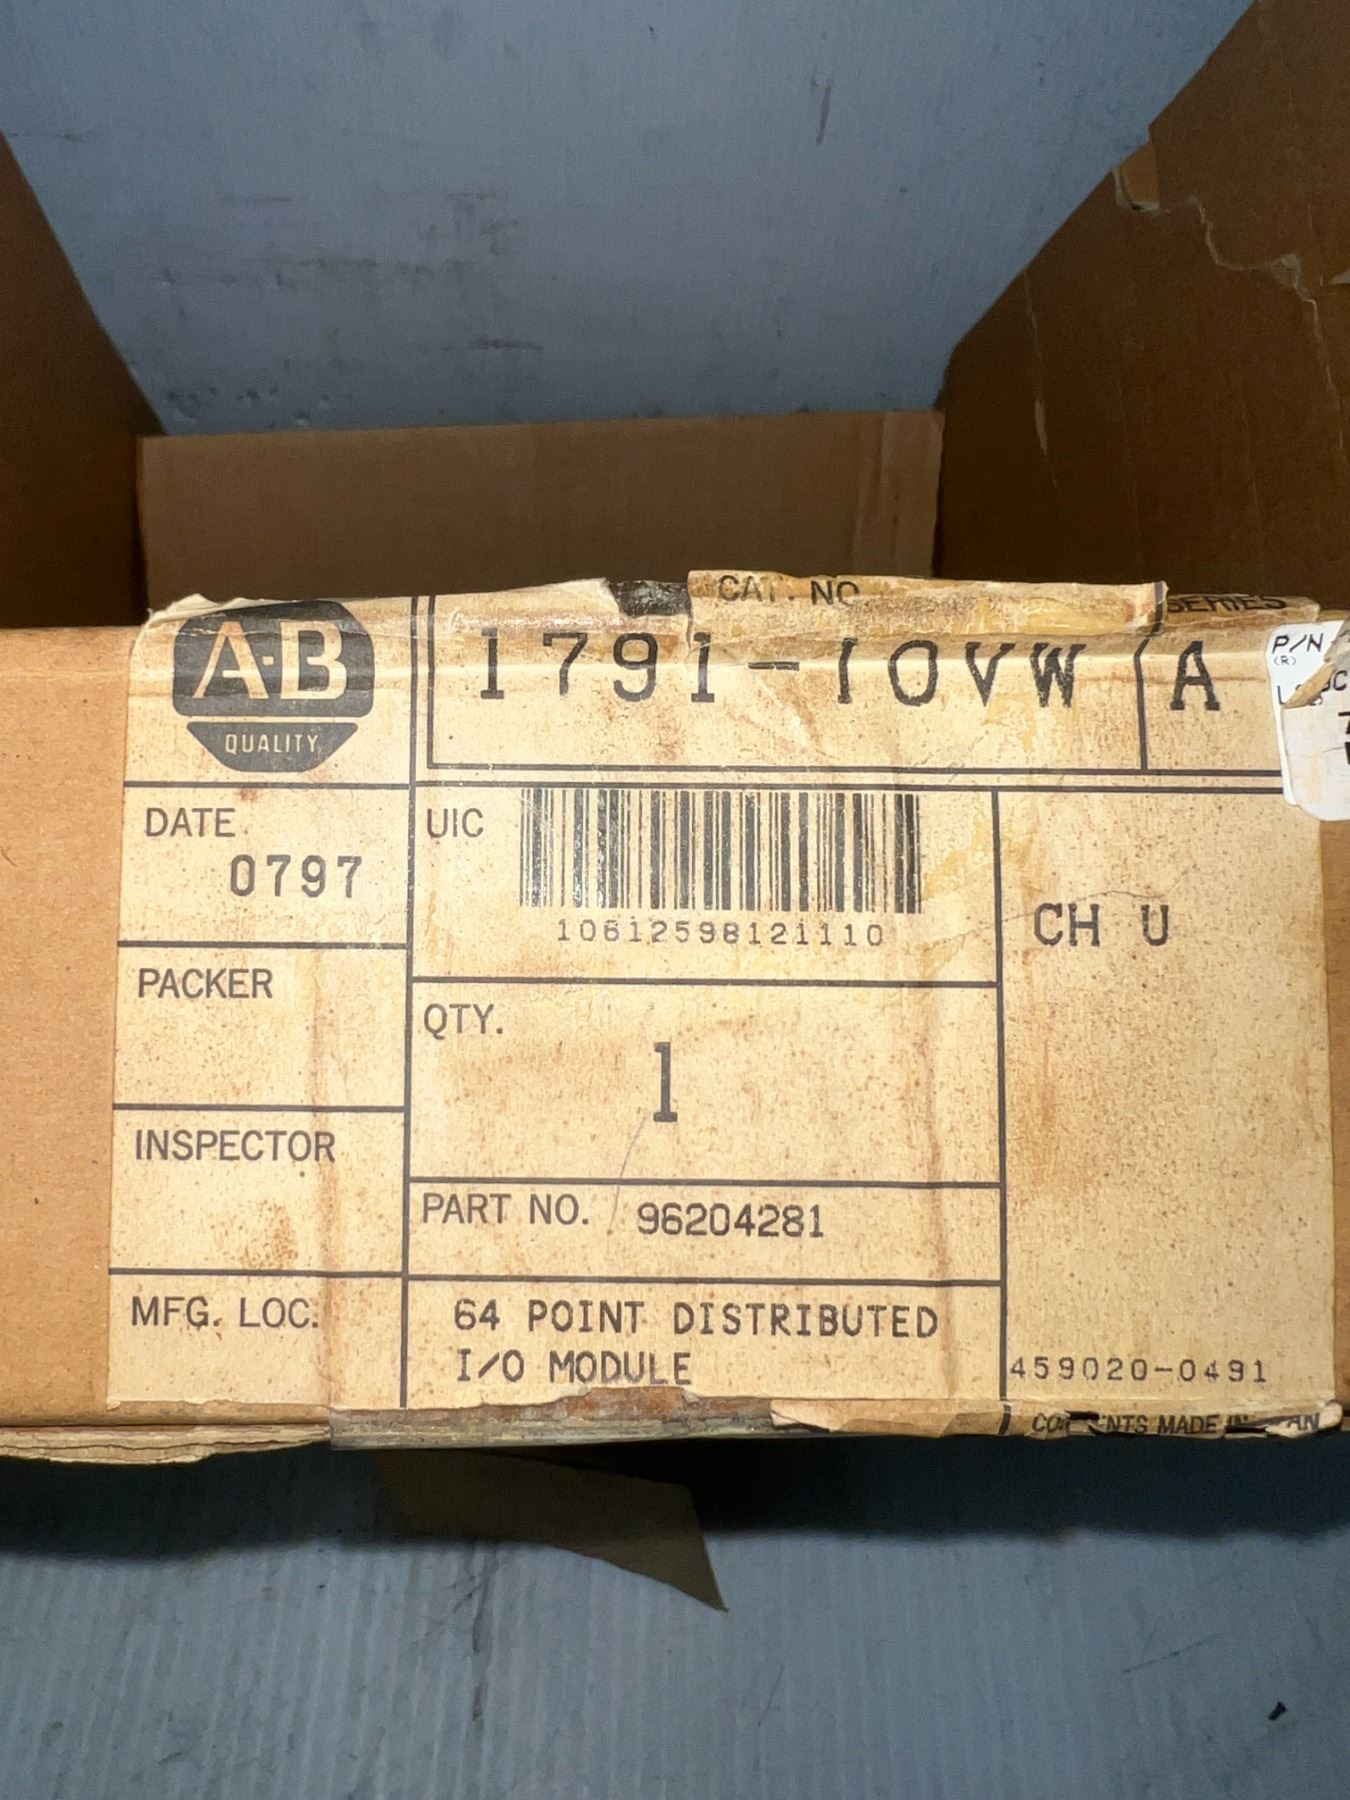 A-B
QUALITY
CAT. NO
SERIES
1791-IOVW A
P/N
(R)
DATE
0797
UIC
10612598121110
CH U
PACKER
QTY.
1
INSPECTOR
PART NO. 96204281
MFG. LOC.
64 POINT DISTRIBUTED
I/O MODULE
459020-0491
MADE